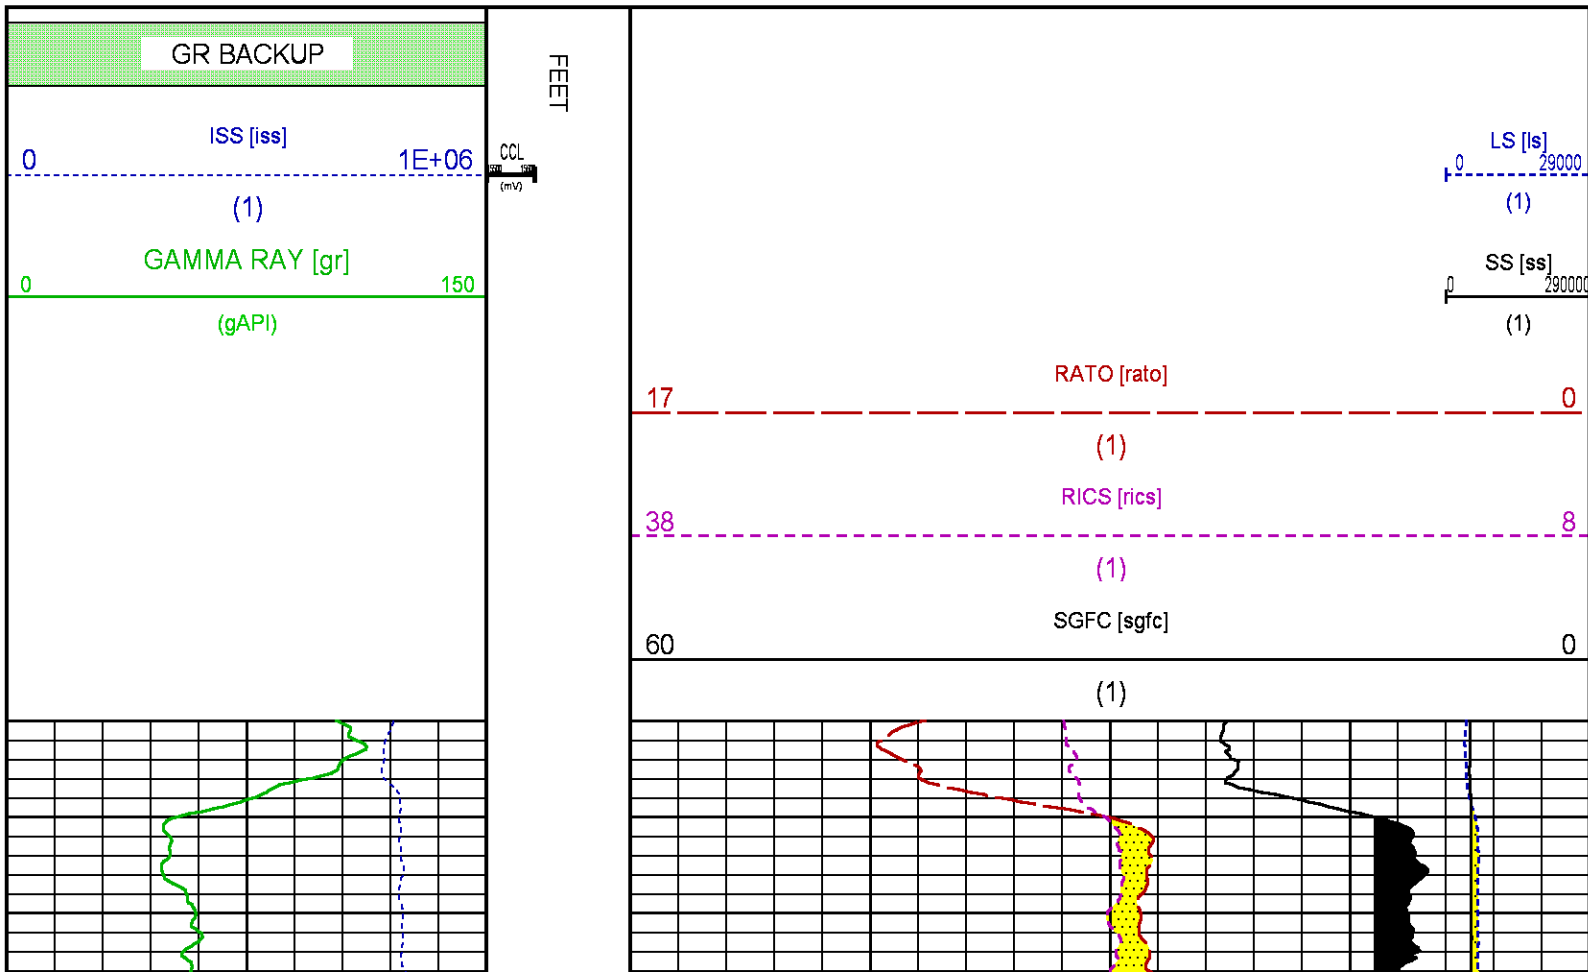 GR BACKUP
ISS [iss]
0 1E+06
(1)
GAMMA RAY [gr]
0 150
(gAPI)
FEET
CCL
(mV)
LS [ls]
0 29000
(1)
SS [ss]
0 290000
(1)
RATO [rato]
17 0
(1)
RICS [rics]
38 8
(1)
SGFC [sgfc]
60 0
(1)